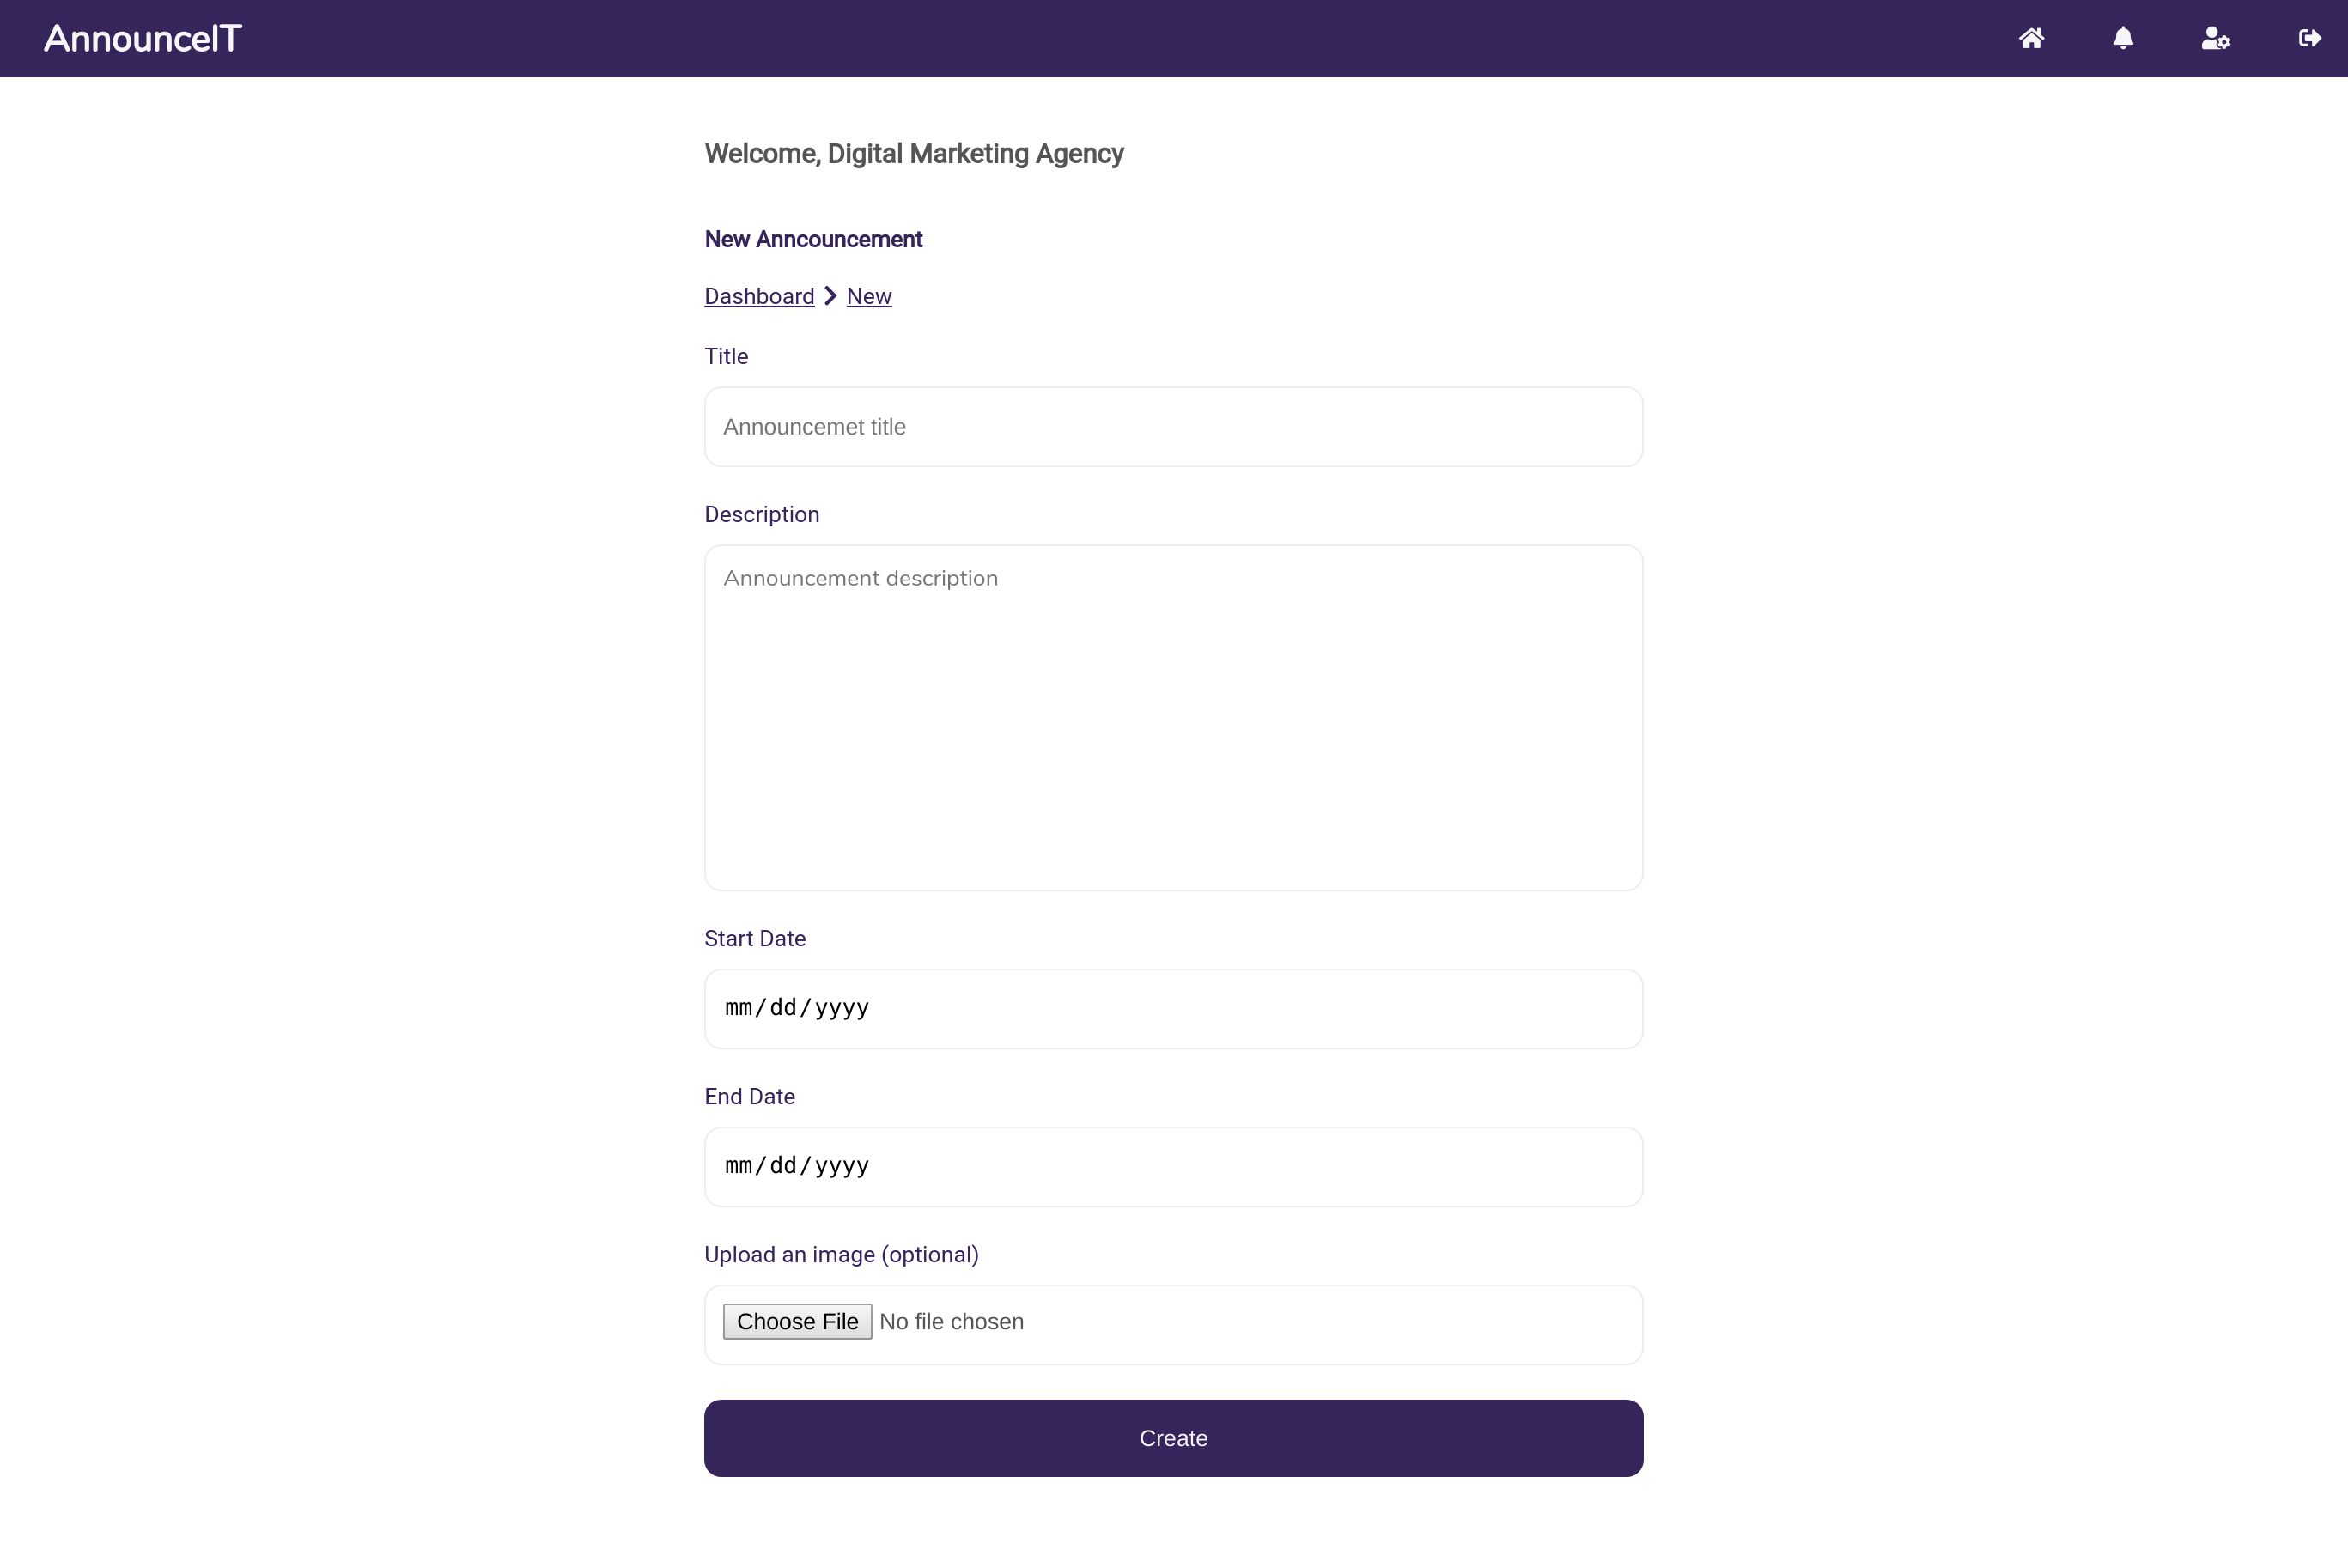 AnnounceIT
Welcome, Digital Marketing Agency
New Anncouncement
Dashboard New
Title
Announcemet title
Description
Announcement description
Start Date
mm/dd/yyyy
End Date
mm/dd/yyyy
Upload an image (optional)
Choose File No file chosen
Create